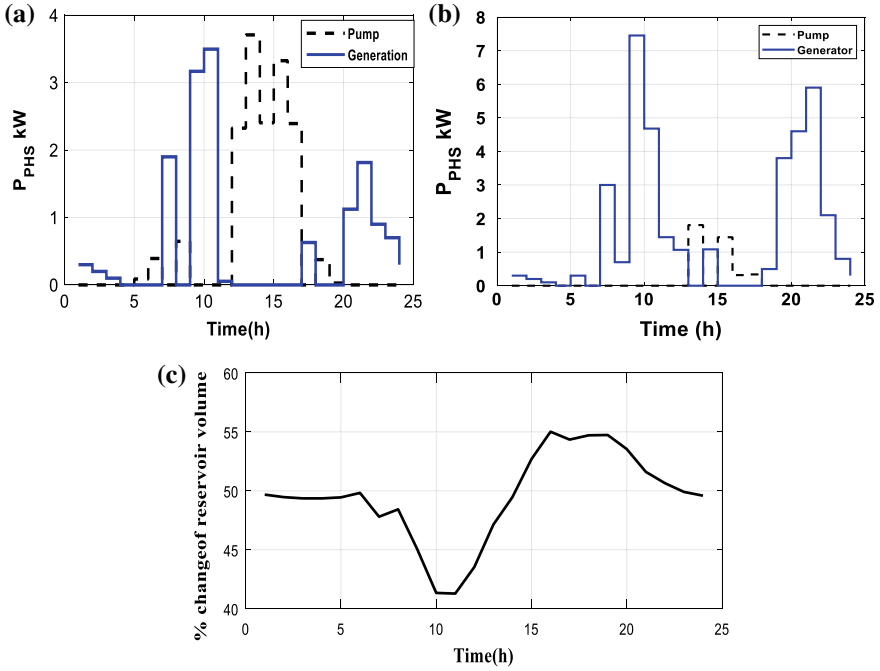 (a)
P_PHS kW
4
3
2
1
0
0 5 10 15 20 25
Time(h)
Pump
Generation
(b)
P_PHS kW
8
7
6
5
4
3
2
1
0
0 5 10 15 20 25
Time (h)
Pump
Generator
(c)
% changeof reservoir volume
60
55
50
45
40
0 5 10 15 20 25
Time(h)